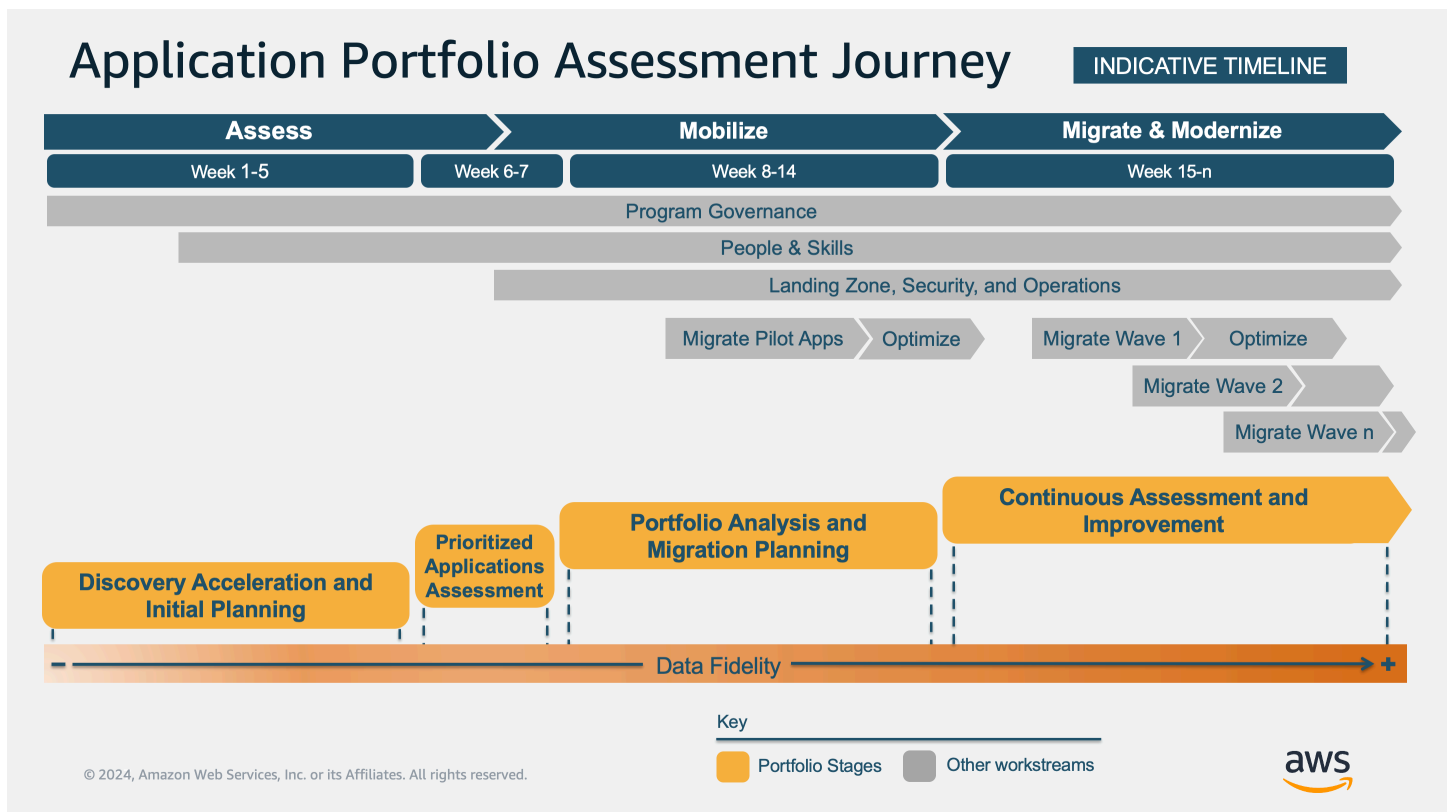 Application Portfolio Assessment Journey
INDICATIVE TIMELINE
Assess
Mobilize
Migrate & Modernize
Week 1-5
Week 6-7
Week 8-14
Week 15-n
Program Governance
People & Skills
Landing Zone, Security, and Operations
Migrate Pilot Apps
Optimize
Migrate Wave 1
Optimize
Migrate Wave 2
Migrate Wave n
Continuous Assessment and
Improvement
Portfolio Analysis and
Migration Planning
Prioritized
Applications
Assessment
Discovery Acceleration and
Initial Planning
Data Fidelity
Key
Portfolio Stages
Other workstreams
© 2024, Amazon Web Services, Inc. or its Affiliates. All rights reserved.
aws